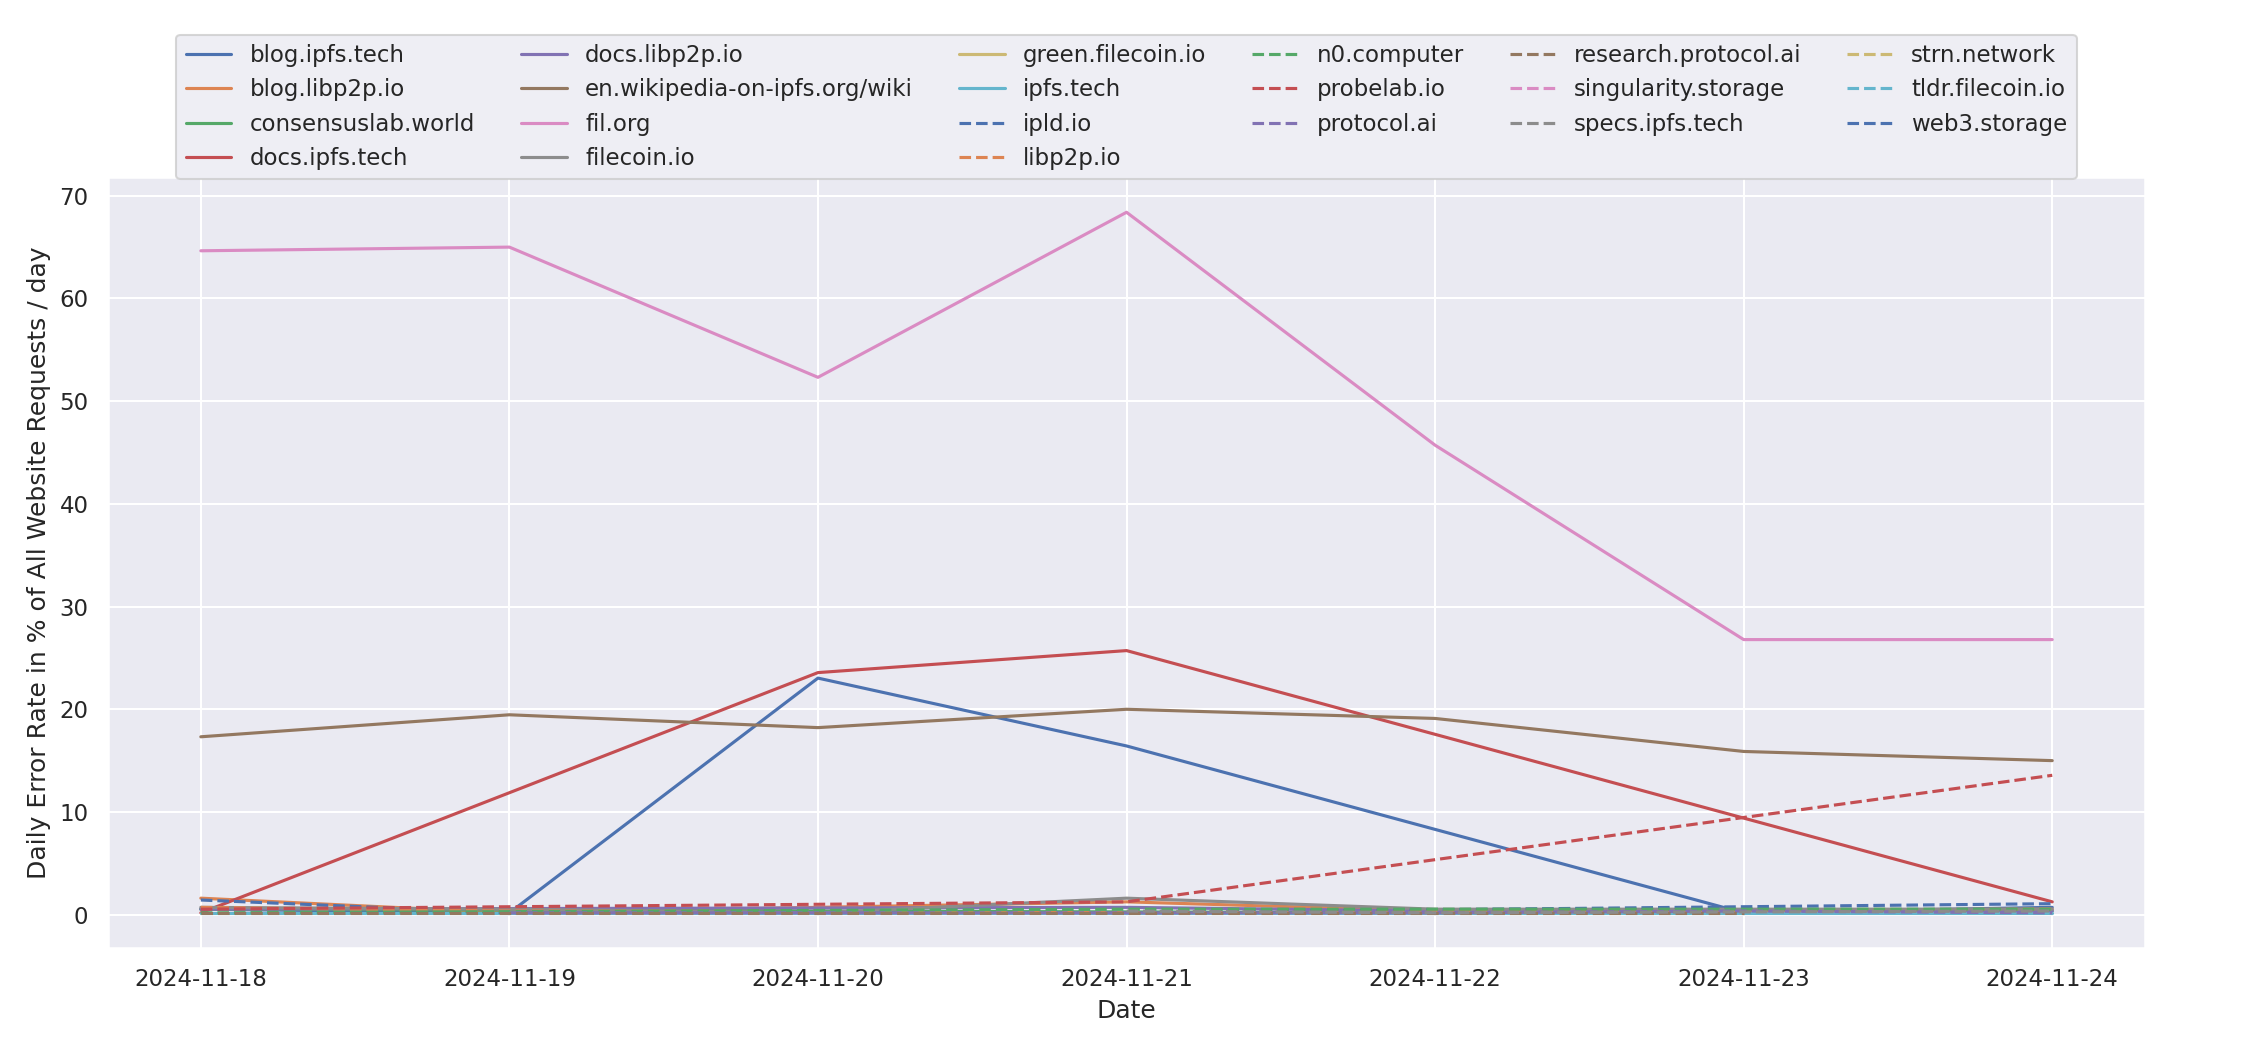 blog.ipfs.tech
blog.libp2p.io
consensuslab.world
docs.ipfs.tech
docs.libp2p.io
en.wikipedia-on-ipfs.org/wiki
fil.org
filecoin.io
green.filecoin.io
ipfs.tech
ipld.io
libp2p.io
n0.computer
probelab.io
protocol.ai
research.protocol.ai
singularity.storage
specs.ipfs.tech
strn.network
tldr.filecoin.io
web3.storage
Daily Error Rate in % of All Website Requests / day
70
60
50
40
30
20
10
0
2024-11-18
2024-11-19
2024-11-20
2024-11-21
2024-11-22
2024-11-23
2024-11-24
Date